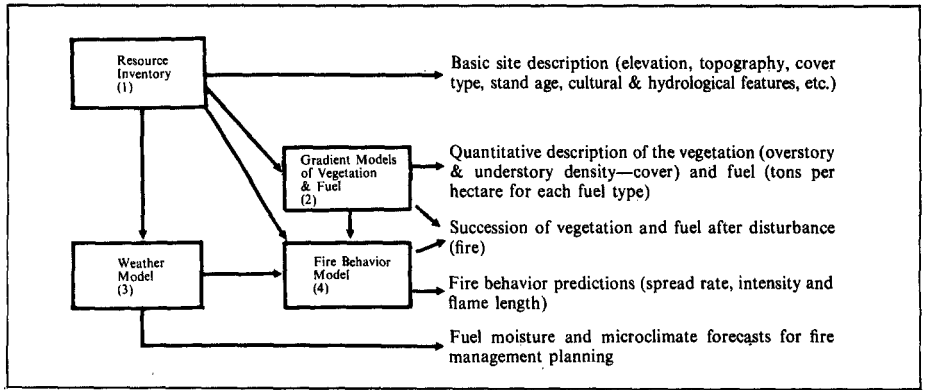 Resource
Inventory
(1)
Basic site description (elevation, topography, cover
type, stand age, cultural & hydrological features, etc.)
Gradient Models
of Vegetation
& Fuel
(2)
Quantitative description of the vegetation (overstory
& understory density—cover) and fuel (tons per
hectare for each fuel type)
Succession of vegetation and fuel after disturbance
(fire)
Weather
Model
(3)
Fire Behavior
Model
(4)
Fire behavior predictions (spread rate, intensity and
flame length)
Fuel moisture and microclimate forecasts for fire
management planning